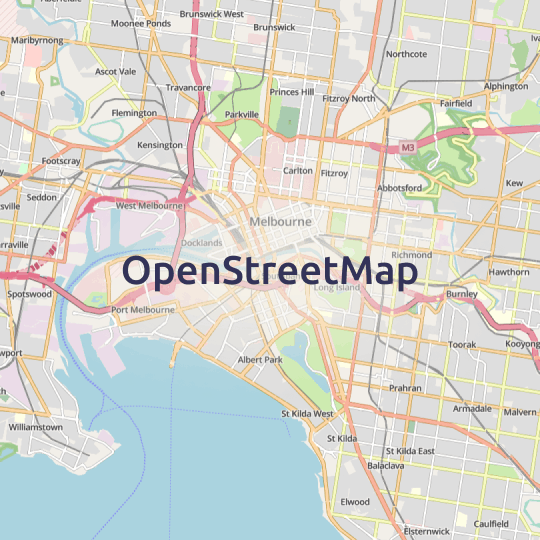 Brunswick West
Brunswick
Moonee Ponds
Maribyrnong
Northcote
Ascot Vale
Travancore
Princes Hill
Alphington
Fitzroy North
Fairfield
Flemington
Parkville
Kensington
M3
Footscray
Carlton
Fitzroy
Abbotsford
Kew
Seddon
West Melbourne
Melbourne
Docklands
Richmond
Hawthorn
OpenStreetMap
Spotswood
Long Island
Burnley
Port Melbourne
Toorak
Kooyong
Albert Park
Prahran
St Kilda West
Armadale
Malvern
Williamstown
St Kilda
St Kilda East
Balaclava
Elwood
Caulfield
Elsternwick